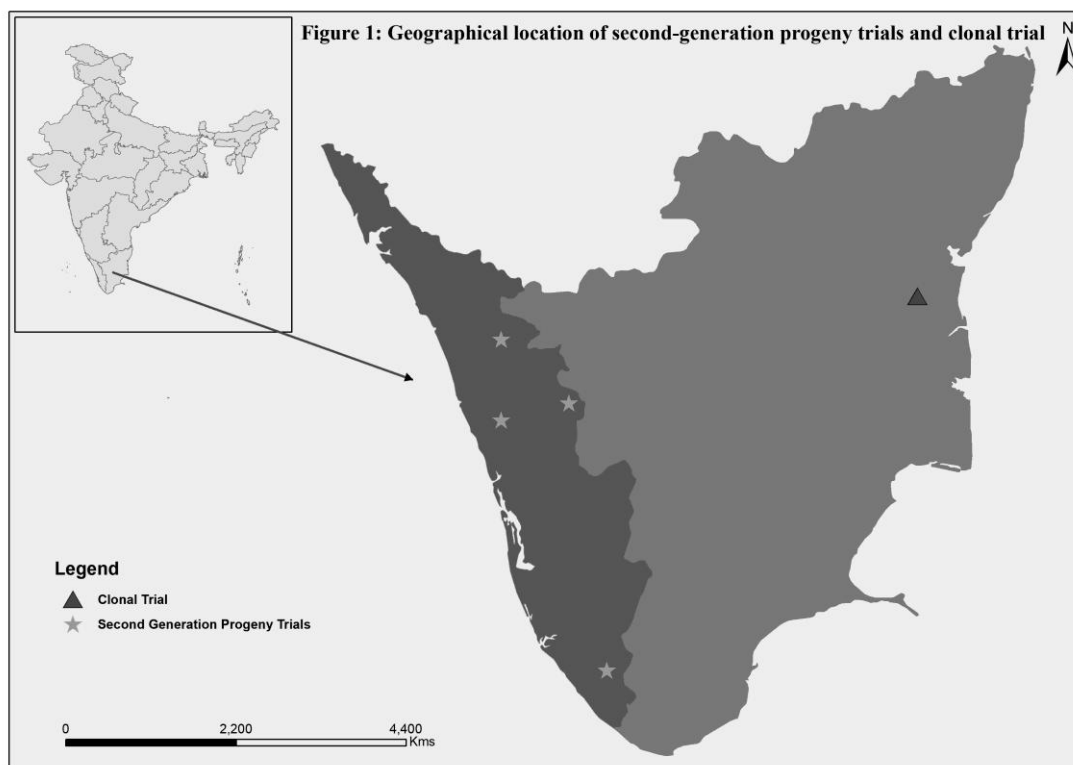 Figure 1: Geographical location of second-generation progeny trials and clonal trial
N
Legend
Clonal Trial
Second Generation Progeny Trials
0 2,200 4,400
Kms